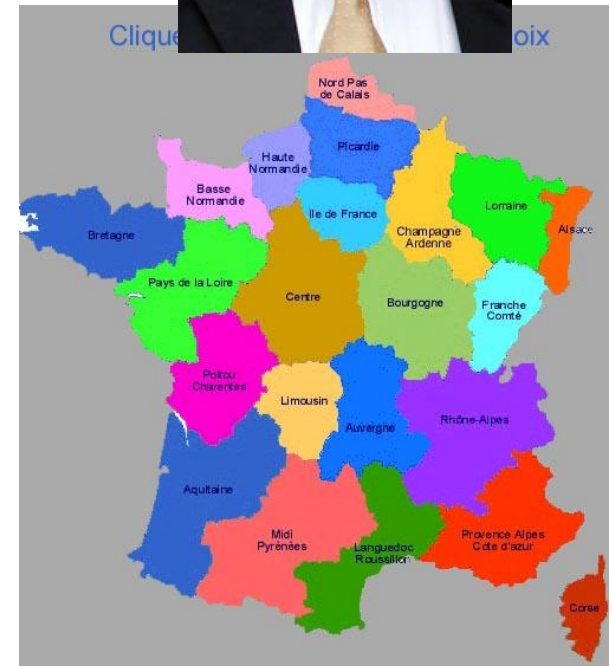 Clique
oix
Nord Pas
de Calais
Picardie
Haute
Normandie
Basse
Normandie
Ile de France
Champagne
Ardenne
Lorraine
Alsace
Bretagne
Pays de la Loire
Centre
Bourgogne
Franche
Comté
Poitou
Charentes
Limousin
Auvergne
Rhône-Alpes
Aquitaine
Midi
Pyrénées
Languedoc
Roussillon
Provence Alpes
Cote d'azur
Corse